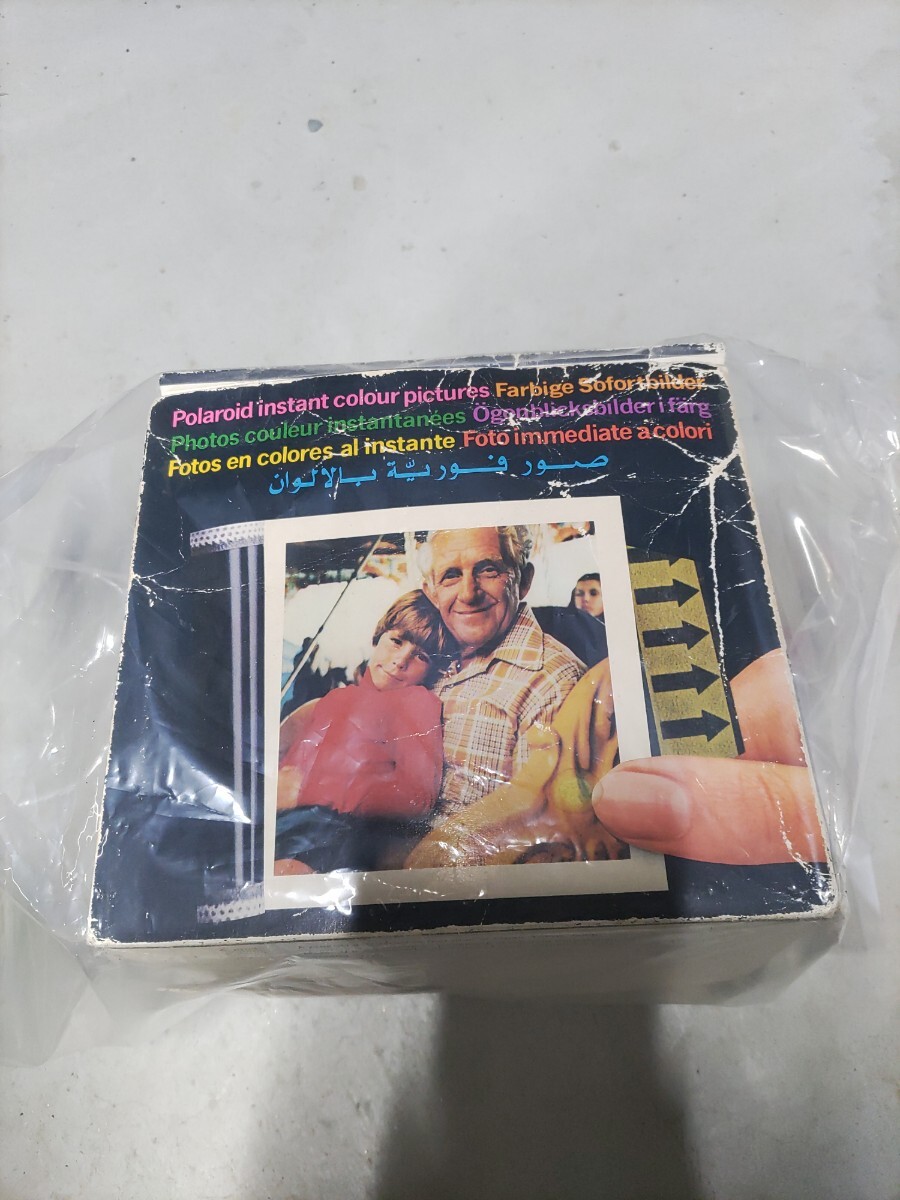 Polaroid instant colour pictures Farbige Sofortbilder
Photos couleur instantanées Ögonblicksbilder i färg
Fotos en colores al instante Foto immediate a colori
صور فوريّة بالألوان